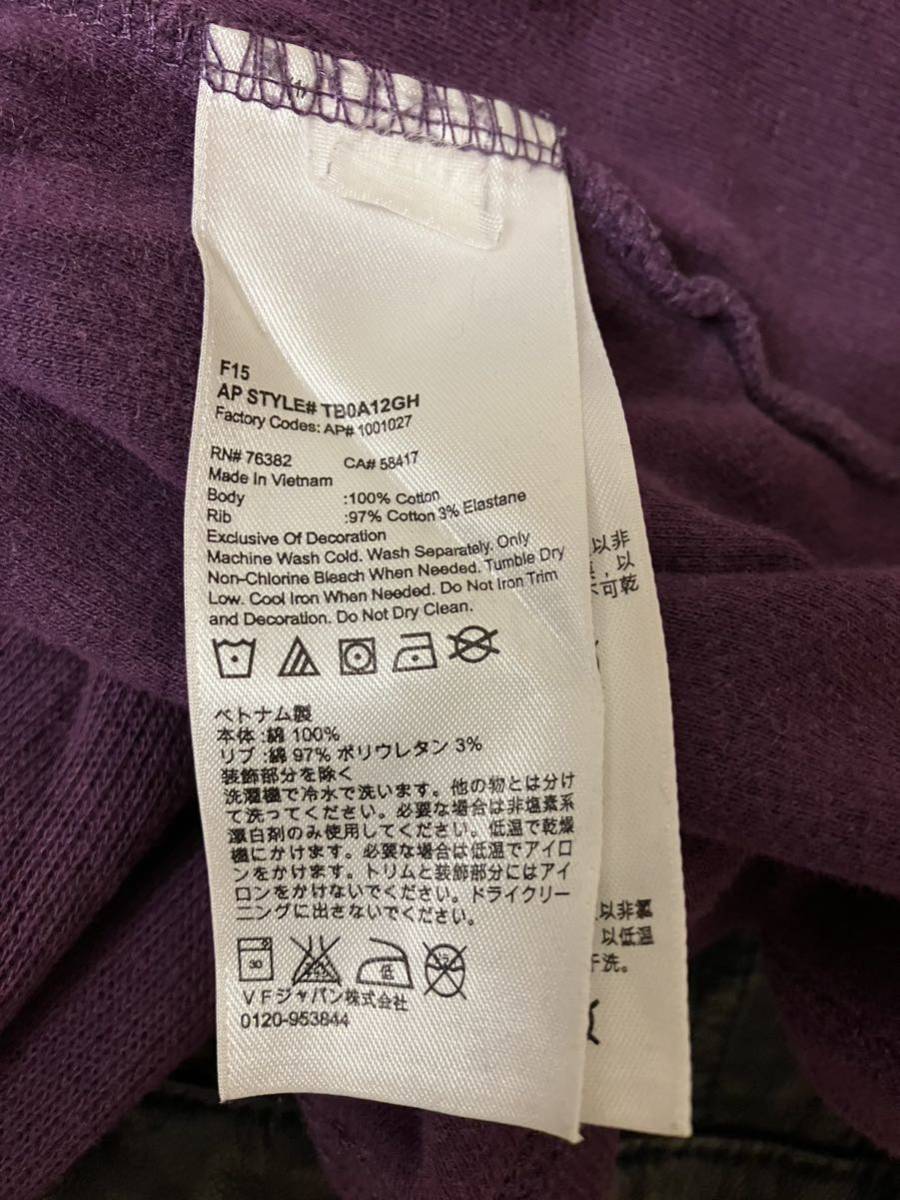 F15
AP STYLE# TB0A12GH
Factory Codes: AP# 1001027
RN# 76382 CA# 58417
Made In Vietnam
Body :100% Cotton
Rib :97% Cotton 3% Elastane
Exclusive Of Decoration
Machine Wash Cold. Wash Separately. Only
Non-Chlorine Bleach When Needed. Tumble Dry
Low. Cool Iron When Needed. Do Not Iron Trim
and Decoration. Do Not Dry Clean.
ベトナム製
本体 :綿 100%
リブ :綿 97% ポリウレタン 3%
装飾部分を除く
洗濯機で冷水で洗います。他の物とは分け
て洗ってください。必要な場合は非塩素系
漂白剤のみ使用してください。低温で乾燥
機にかけます。必要な場合は低温でアイロ
ンをかけます。トリムと装飾部分にはアイ
ロンをかけないでください。ドライクリー
ニングに出さないでください。
30
低
VFジャパン株式会社
0120-953844
以非
，以
不可乾
以非氯
以低温
干洗。